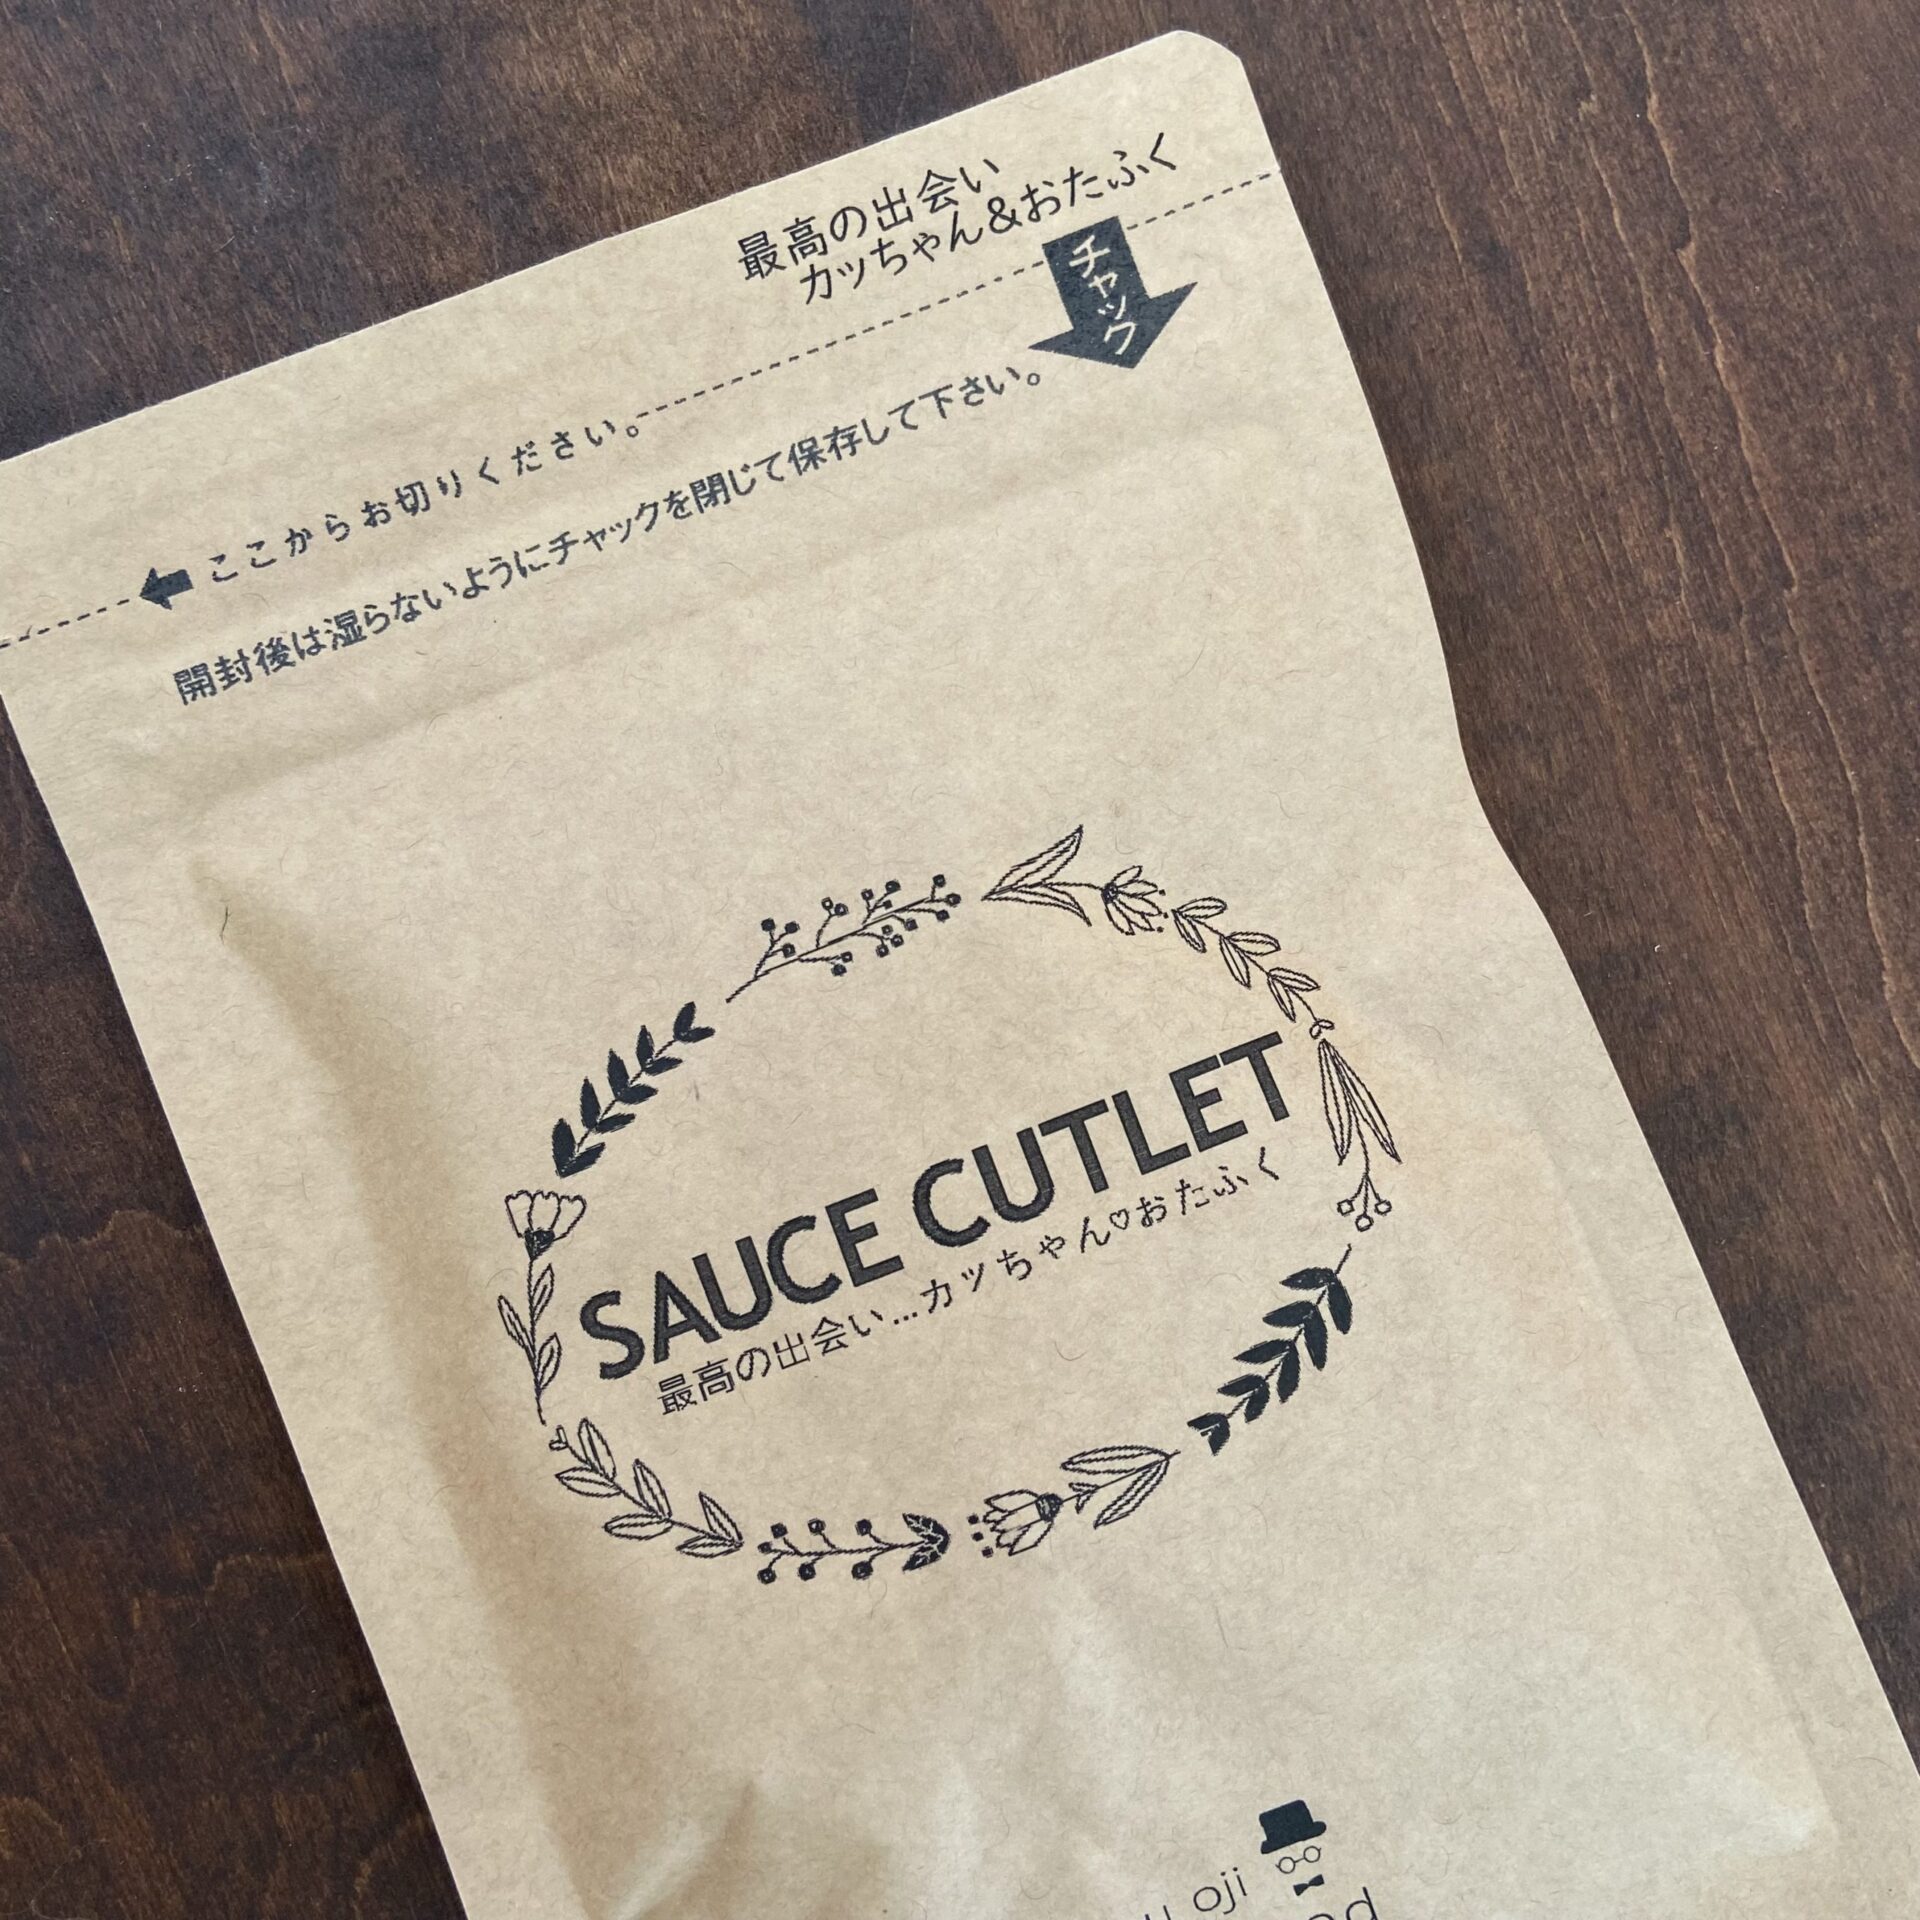 最高の出会い
カッちゃん&おたふく
チャック
ここからお切りください。
開封後は湿らないようにチャックを閉じて保存して下さい。
SAUCE CUTLET
最高の出会い...カッちゃん♡おたふく
oji